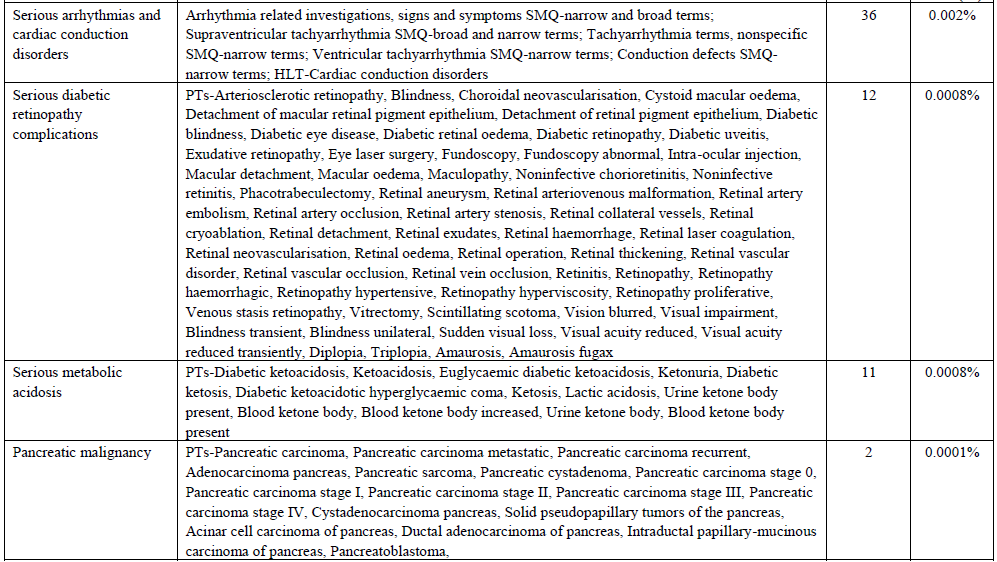 Serious arrhythmias and
cardiac conduction
disorders
Arrhythmia related investigations, signs and symptoms SMQ-narrow and broad terms;
Supraventricular tachyarrhythmia SMQ-broad and narrow terms; Tachyarrhythmia terms, nonspecific
SMQ-narrow terms; Ventricular tachyarrhythmia SMQ-narrow terms; Conduction defects SMQ-
narrow terms; HLT-Cardiac conduction disorders
36
0.002%
Serious diabetic
retinopathy
complications
PTs-Arteriosclerotic retinopathy, Blindness, Choroidal neovascularisation, Cystoid macular oedema,
Detachment of macular retinal pigment epithelium, Detachment of retinal pigment epithelium, Diabetic
blindness, Diabetic eye disease, Diabetic retinal oedema, Diabetic retinopathy, Diabetic uveitis,
Exudative retinopathy, Eye laser surgery, Fundoscopy, Fundoscopy abnormal, Intra-ocular injection,
Macular detachment, Macular oedema, Maculopathy, Noninfective chorioretinitis, Noninfective
retinitis, Phacotrabeculectomy, Retinal aneurysm, Retinal arteriovenous malformation, Retinal artery
embolism, Retinal artery occlusion, Retinal artery stenosis, Retinal collateral vessels, Retinal
cryoablation, Retinal detachment, Retinal exudates, Retinal haemorrhage, Retinal laser coagulation,
Retinal neovascularisation, Retinal oedema, Retinal operation, Retinal thickening, Retinal vascular
disorder, Retinal vascular occlusion, Retinal vein occlusion, Retinitis, Retinopathy, Retinopathy
haemorrhagic, Retinopathy hypertensive, Retinopathy hyperviscosity, Retinopathy proliferative,
Venous stasis retinopathy, Vitrectomy, Scintillating scotoma, Vision blurred, Visual impairment,
Blindness transient, Blindness unilateral, Sudden visual loss, Visual acuity reduced, Visual acuity
reduced transiently, Diplopia, Triplopia, Amaurosis, Amaurosis fugax
12
0.0008%
Serious metabolic
acidosis
PTs-Diabetic ketoacidosis, Ketoacidosis, Euglycaemic diabetic ketoacidosis, Ketonuria, Diabetic
ketosis, Diabetic ketoacidotic hyperglycaemic coma, Ketosis, Lactic acidosis, Urine ketone body
present, Blood ketone body, Blood ketone body increased, Urine ketone body, Blood ketone body
present
11
0.0008%
Pancreatic malignancy
PTs-Pancreatic carcinoma, Pancreatic carcinoma metastatic, Pancreatic carcinoma recurrent,
Adenocarcinoma pancreas, Pancreatic sarcoma, Pancreatic cystadenoma, Pancreatic carcinoma stage 0,
Pancreatic carcinoma stage I, Pancreatic carcinoma stage II, Pancreatic carcinoma stage III, Pancreatic
carcinoma stage IV, Cystadenocarcinoma pancreas, Solid pseudopapillary tumors of the pancreas,
Acinar cell carcinoma of pancreas, Ductal adenocarcinoma of pancreas, Intraductal papillary-mucinous
carcinoma of pancreas, Pancreatoblastoma,
2
0.0001%